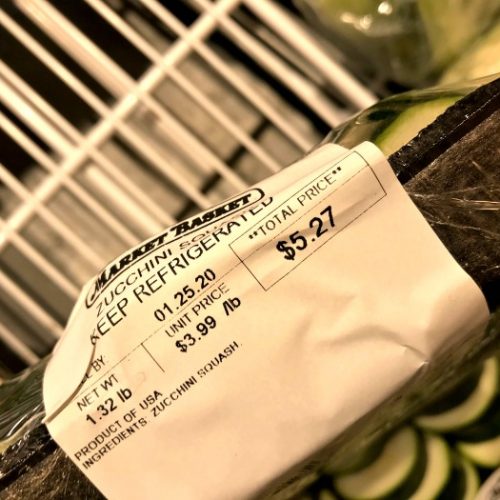 MARKET BASKET
ZUCCHINI
KEEP REFRIGERATED
"TOTAL PRICE"
$5.27
01.25.20
BY:
UNIT PRICE
$3.99 /lb
NET WT
1.32 lb
PRODUCT OF USA
INGREDIENTS: ZUCCHINI SQUASH.